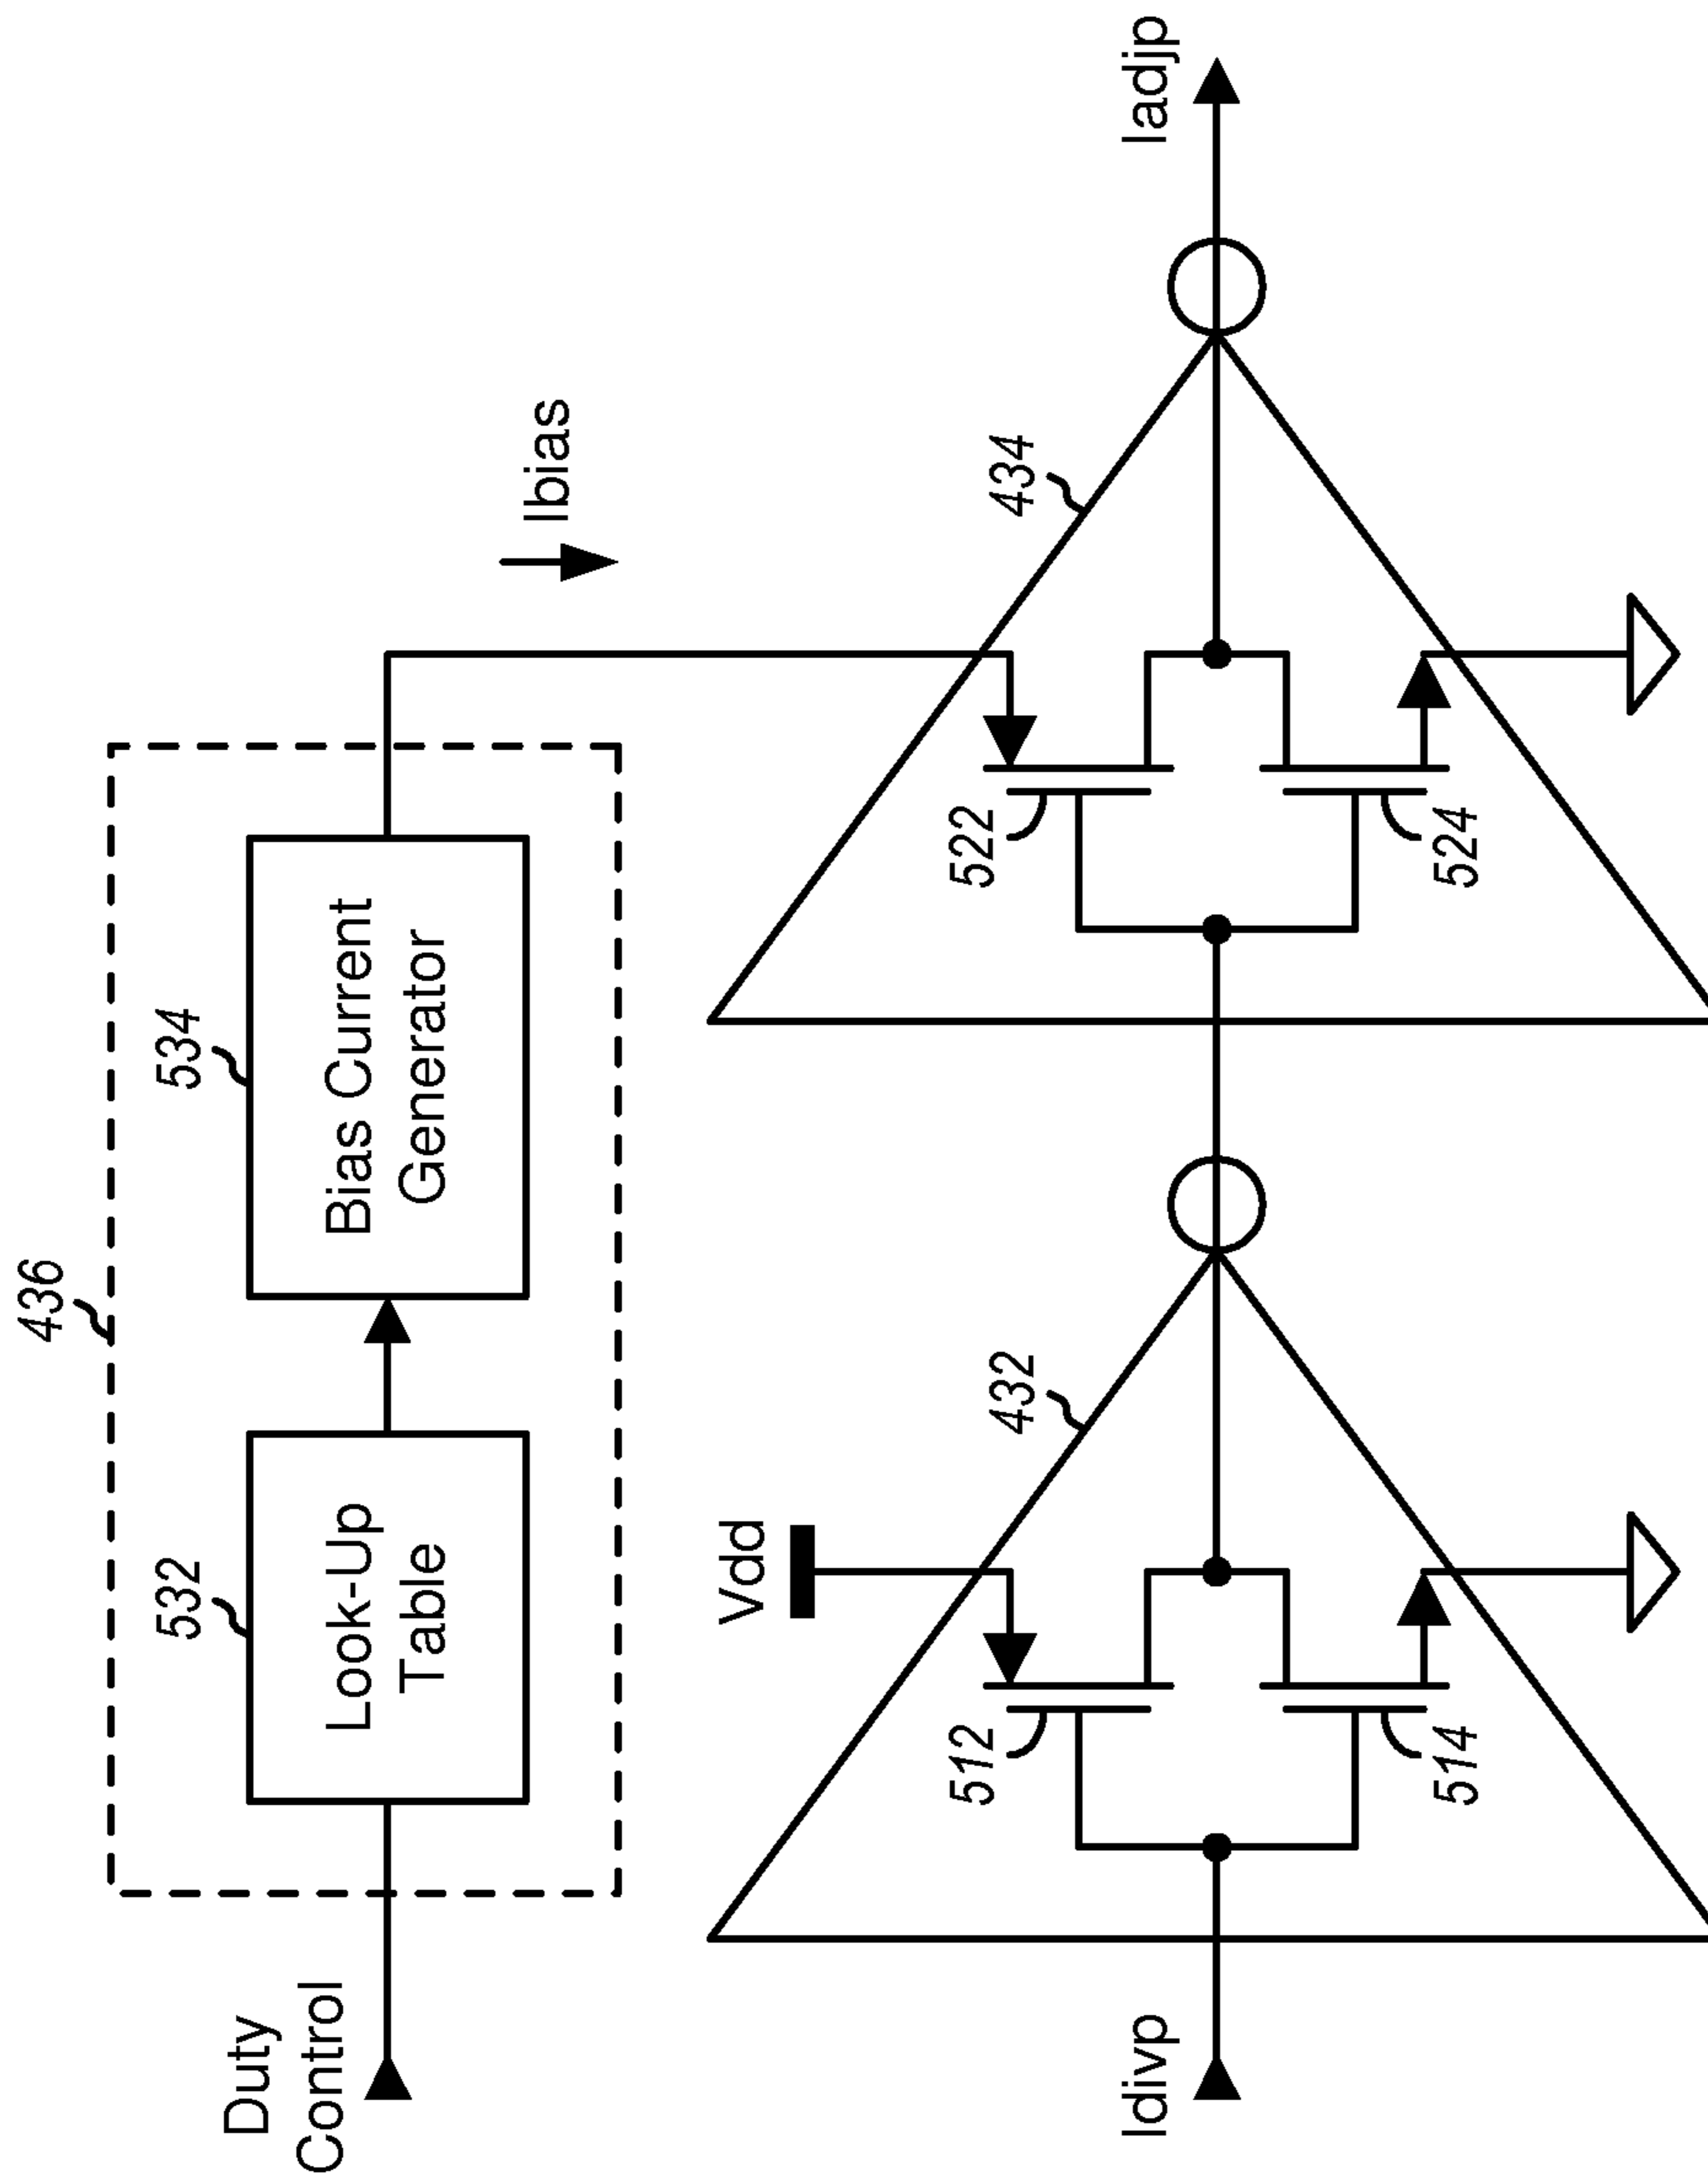 436
532
534
Duty
Control
Look-Up
Table
Bias Current
Generator
Ibias
Vdd
432
434
512
522
Idivp
Iadjp
514
524